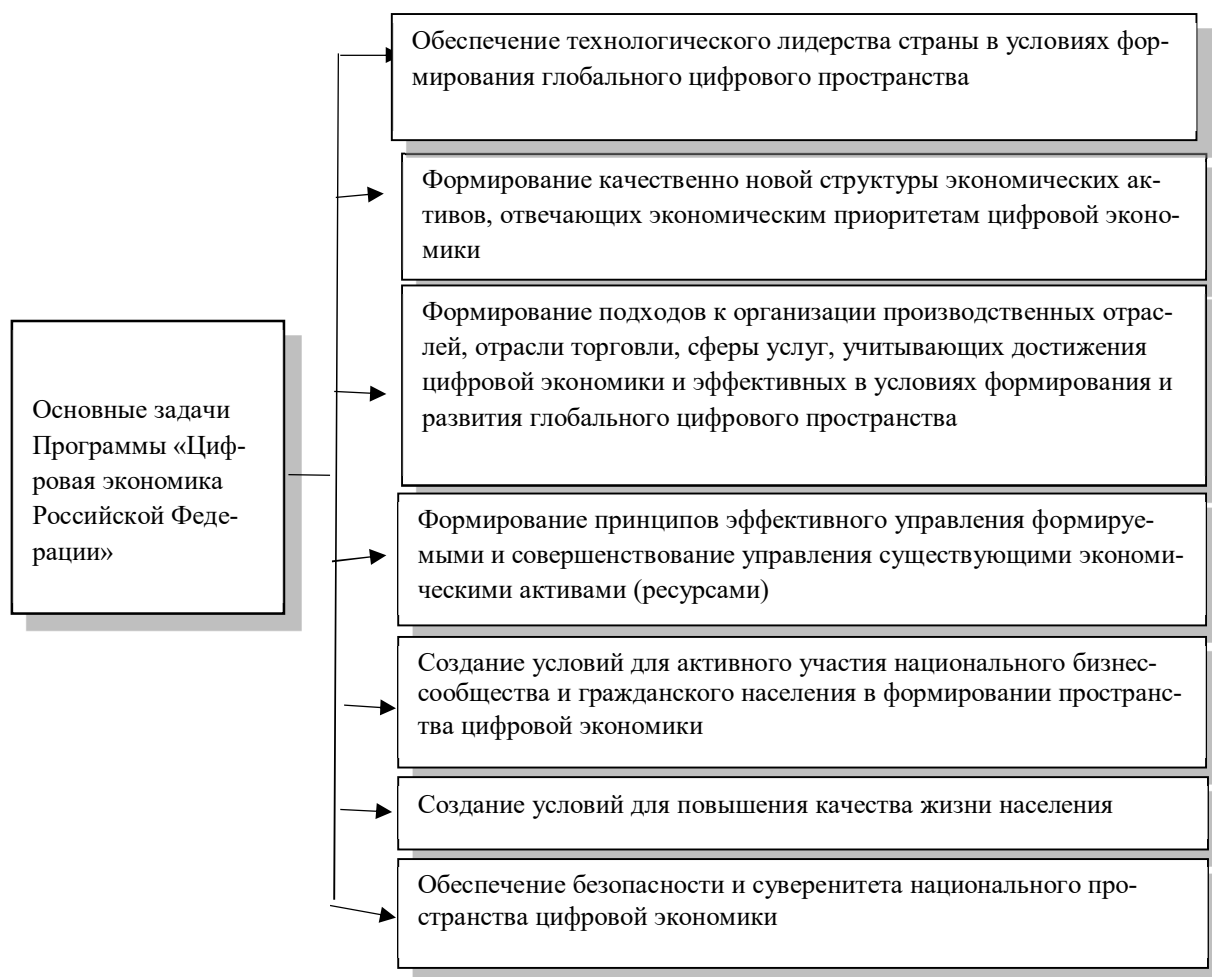 Основные задачи
Программы «Циф-
ровая экономика
Российской Феде-
рации»
Обеспечение технологического лидерства страны в условиях фор-
мирования глобального цифрового пространства
Формирование качественно новой структуры экономических ак-
тивов, отвечающих экономическим приоритетам цифровой эконо-
мики
Формирование подходов к организации производственных отрас-
лей, отрасли торговли, сферы услуг, учитывающих достижения
цифровой экономики и эффективных в условиях формирования и
развития глобального цифрового пространства
Формирование принципов эффективного управления формируе-
мыми и совершенствование управления существующими экономи-
ческими активами (ресурсами)
Создание условий для активного участия национального бизнес-
сообщества и гражданского населения в формировании пространс-
тва цифровой экономики
Создание условий для повышения качества жизни населения
Обеспечение безопасности и суверенитета национального про-
странства цифровой экономики